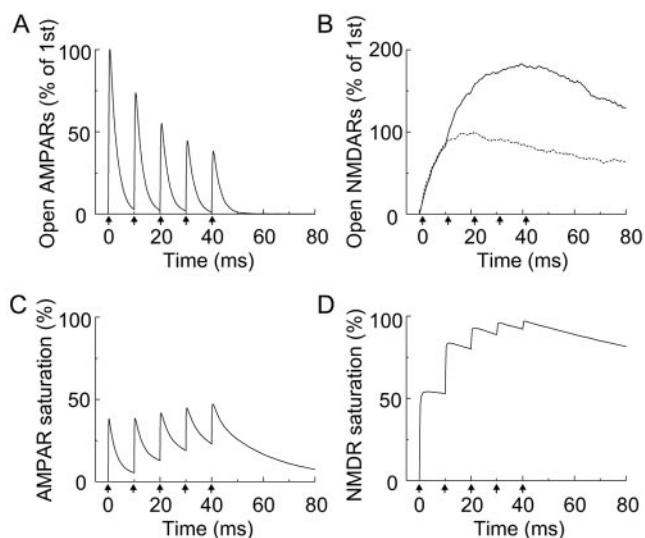 A
Open AMPARs (% of 1st)
100
50
0
0 20 40 60 80
Time (ms)
B
Open NMDARs (% of 1st)
200
100
0
0 20 40 60 80
Time (ms)
C
AMPAR saturation (%)
100
50
0
0 20 40 60 80
Time (ms)
D
NMDR saturation (%)
100
50
0
0 20 40 60 80
Time (ms)